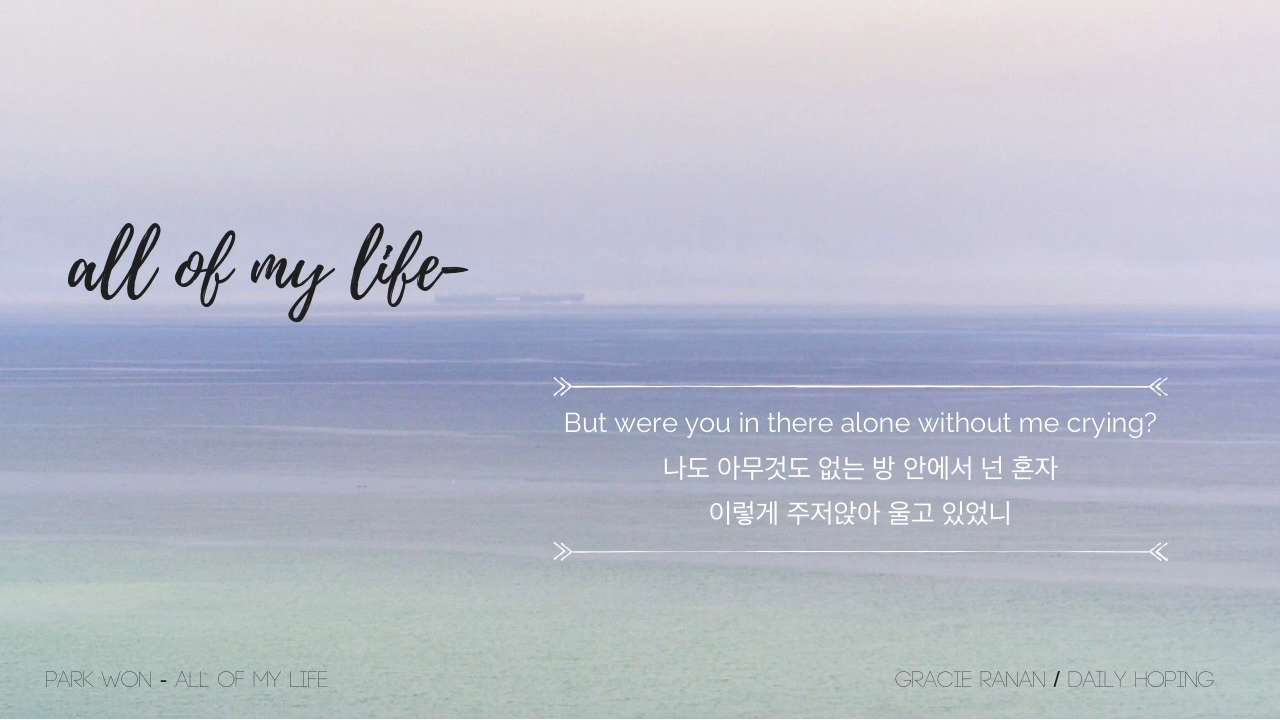 all of my life-
But were you in there alone without me crying?
나도 아무것도 없는 방 안에서 넌 혼자
이렇게 주저앉아 울고 있었니
PARK WON - ALL OF MY LIFE
GRACIE RANAN / DAILY HOPING